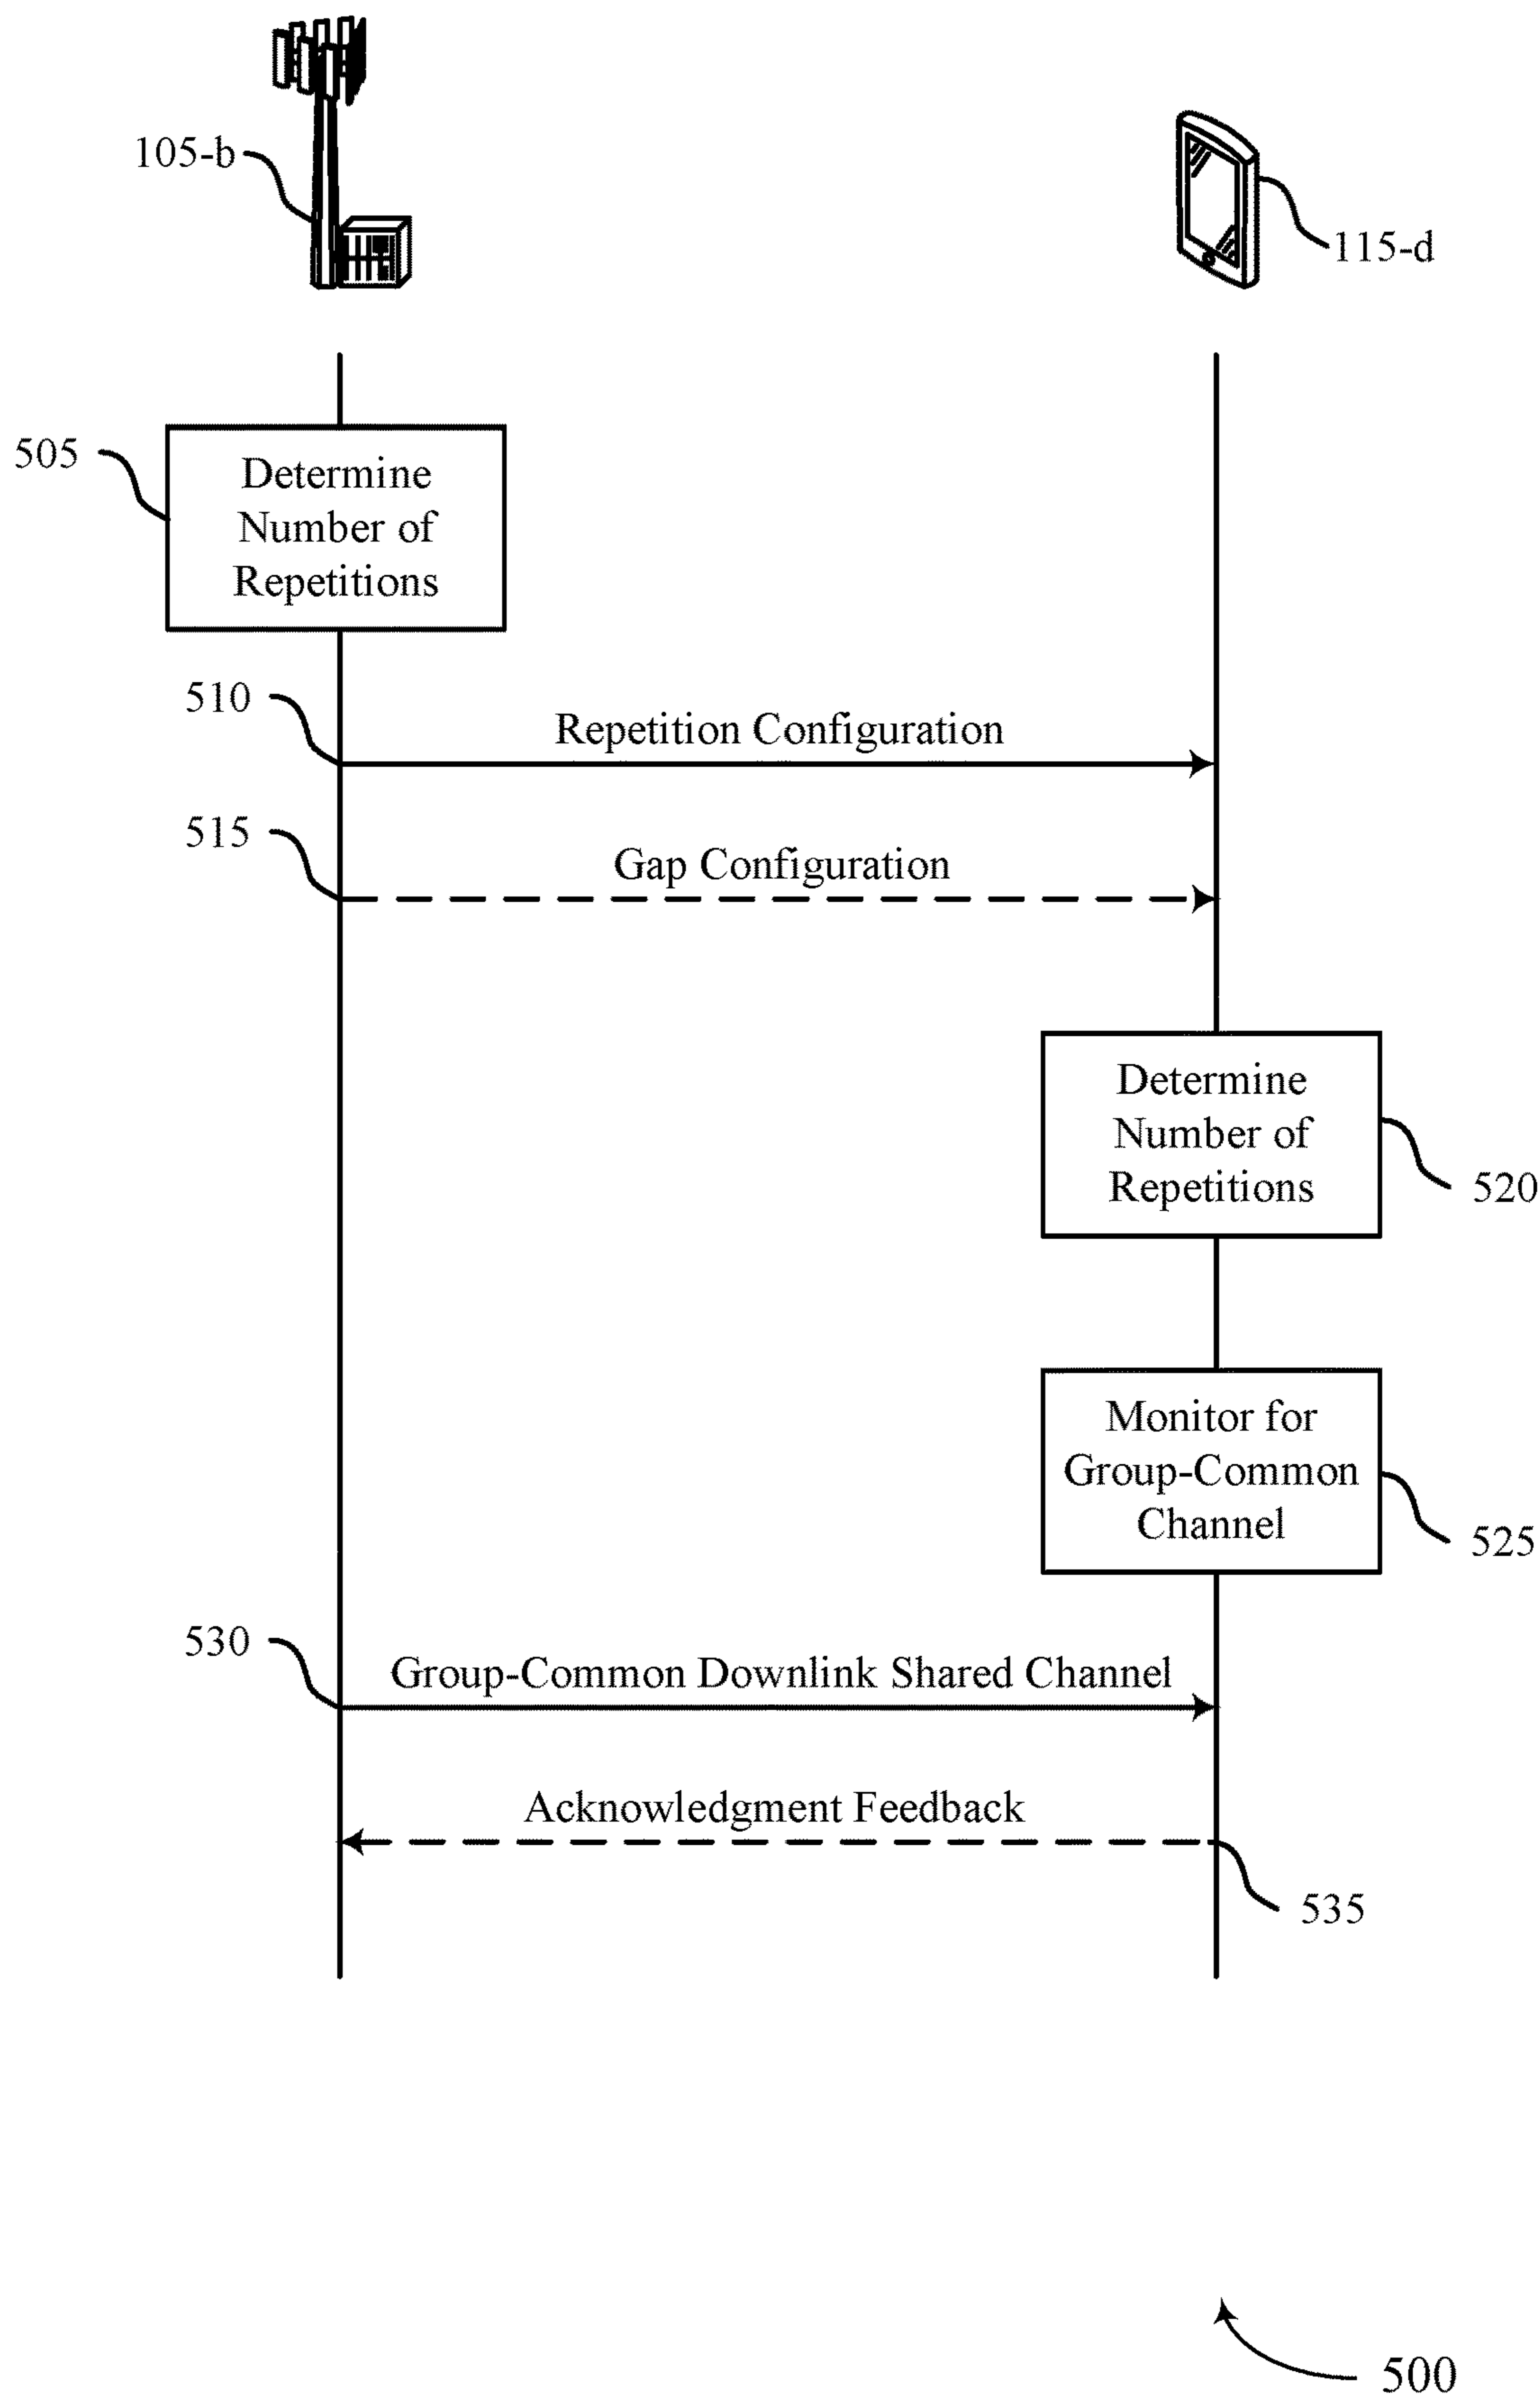 105-b
115-d
505
Determine
Number of
Repetitions
510
Repetition Configuration
515
Gap Configuration
Determine
Number of
Repetitions
520
Monitor for
Group-Common
Channel
525
530
Group-Common Downlink Shared Channel
Acknowledgment Feedback
535
500